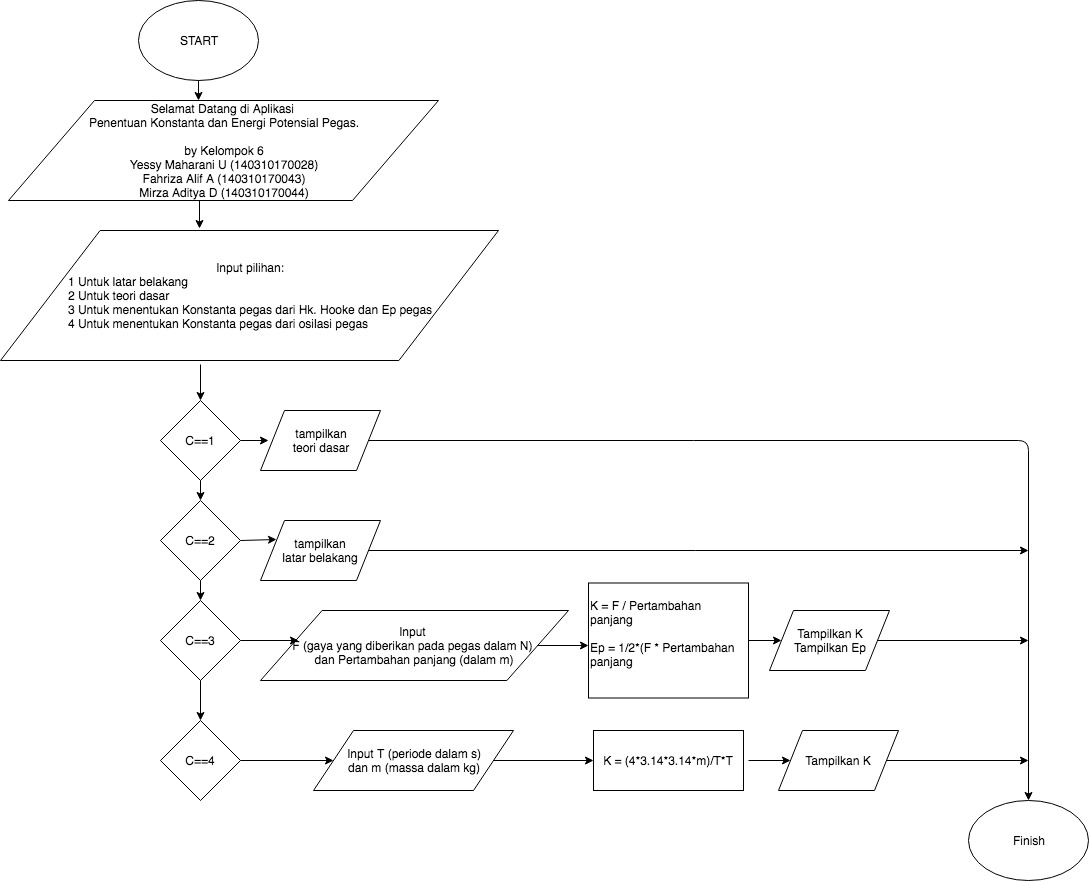 START
Selamat Datang di Aplikasi
Penentuan Konstanta dan Energi Potensial Pegas.
by Kelompok 6
Yessy Maharani U (140310170028)
Fahriza Alif A (140310170043)
Mirza Aditya D (140310170044)
Input pilihan:
1 Untuk latar belakang
2 Untuk teori dasar
3 Untuk menentukan Konstanta pegas dari Hk. Hooke dan Ep pegas
4 Untuk menentukan Konstanta pegas dari osilasi pegas
C==1
tampilkan
teori dasar
C==2
tampilkan
latar belakang
C==3
Input
F (gaya yang diberikan pada pegas dalam N)
dan Pertambahan panjang (dalam m)
K = F / Pertambahan
panjang
Ep = 1/2*(F * Pertambahan
panjang
Tampilkan K
Tampilkan Ep
C==4
Input T (periode dalam s)
dan m (massa dalam kg)
K = (4*3.14*3.14*m)/T*T
Tampilkan K
Finish